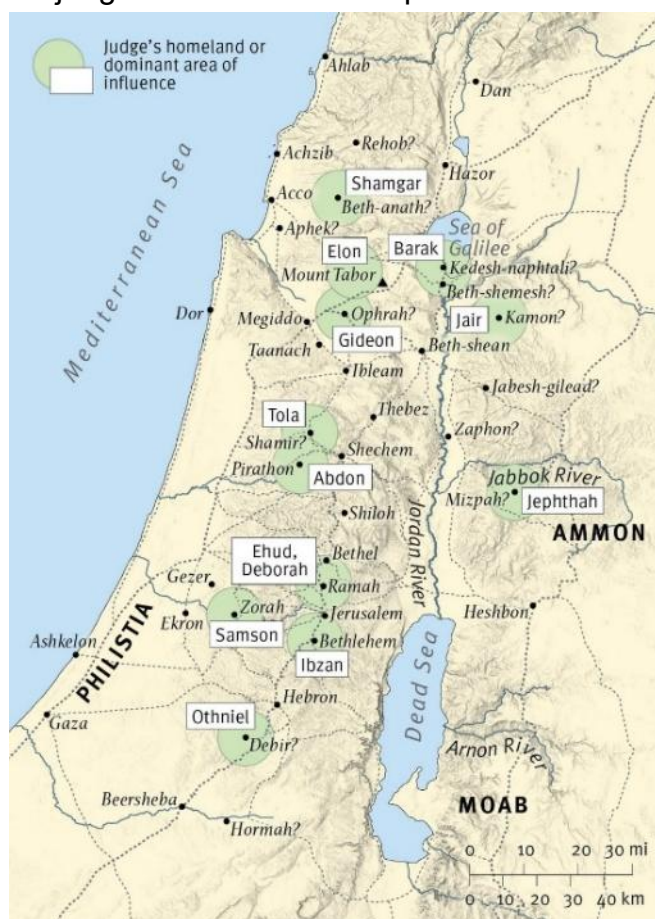 Judge's homeland or
dominant area of
influence
Ahlab
Dan
Mediterranean Sea
Rehob?
Achzib
Hazor
Shamgar
Acco
Beth-anath?
Aphek?
Sea of
Galilee
Elon
Barak
Mount Tabor
Kedesh-naphtali?
Beth-shemesh?
Dor
Megiddo
Ophrah?
Jair
Kamon?
Gideon
Taanach
Beth-shean
Ibleam
Jabesh-gilead?
Tola
Thebez
Shamir?
Zaphon?
Shechem
Pirathon
Abdon
Jabbok River
Mizpah?
Jephthah
Shiloh
Jordan River
AMMON
Ehud,
Deborah
Bethel
Gezer
Ramah
Zorah
Jerusalem
Heshbon
Ekron
Samson
PHILISTIA
Bethlehem
Ashkelon
Ibzan
Dead Sea
Hebron
Othniel
Gaza
Debir?
Arnon River
Beersheba
MOAB
Hormah?
0 10 20 30 mi
0 10 20 30 40 km